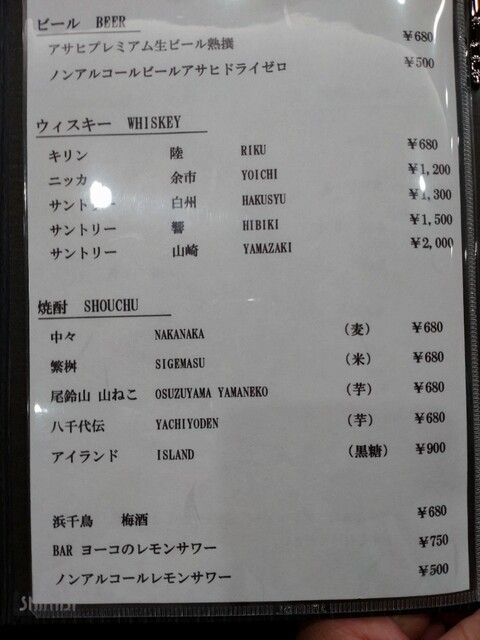 ビール BEER
アサヒプレミアム生ビール熟撰 ¥680
ノンアルコールビールアサヒドライゼロ ¥500
ウィスキー WHISKEY
キリン 陸 RIKU ¥680
ニッカ 余市 YOICHI ¥1,200
サントリー 白州 HAKUSYU ¥1,300
サントリー 響 HIBIKI ¥1,500
サントリー 山崎 YAMAZAKI ¥2,000
焼酎 SHOUCHU
中々 NAKANAKA (麦) ¥680
繁桝 SIGEMASU (米) ¥680
尾鈴山 山ねこ OSUZUYAMA YAMANEKO (芋) ¥680
八千代伝 YACHIYODEN (芋) ¥680
アイランド ISLAND (黒糖) ¥900
浜千鳥 梅酒 ¥680
BAR ヨーコのレモンサワー ¥750
ノンアルコールレモンサワー ¥500